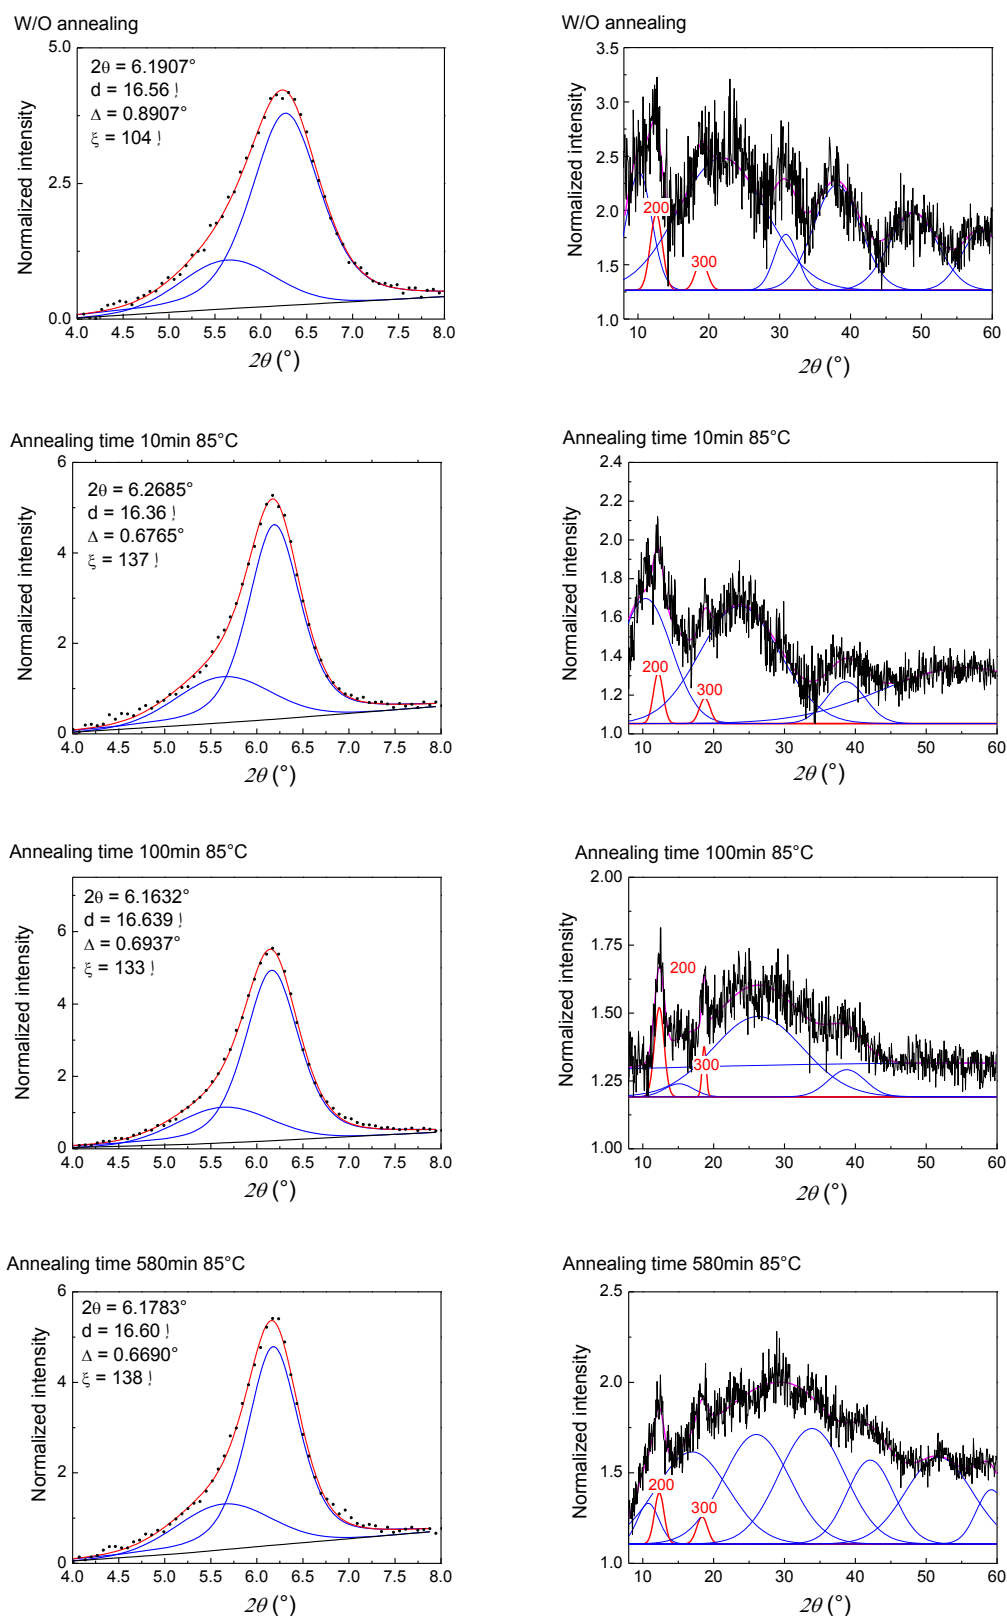 W/O annealing
5.0
2.5
0.0
4.0 4.5 5.0 5.5 6.0 6.5 7.0 7.5 8.0
Normalized intensity
2θ (°)
2θ = 6.1907°
d = 16.56
Δ = 0.8907°
ξ = 104
W/O annealing
3.5
3.0
2.5
2.0
1.5
1.0
10 20 30 40 50 60
Normalized intensity
2θ (°)
200
300
Annealing time 10min 85°C
6
4
2
0
4.0 4.5 5.0 5.5 6.0 6.5 7.0 7.5 8.0
Normalized intensity
2θ (°)
2θ = 6.2685°
d = 16.36
Δ = 0.6765°
ξ = 137
Annealing time 10min 85°C
2.4
2.2
2.0
1.8
1.6
1.4
1.2
1.0
10 20 30 40 50 60
Normalized intensity
2θ (°)
200
300
Annealing time 100min 85°C
6
4
2
0
4.0 4.5 5.0 5.5 6.0 6.5 7.0 7.5 8.0
Normalized intensity
2θ (°)
2θ = 6.1632°
d = 16.639
Δ = 0.6937°
ξ = 133
Annealing time 100min 85°C
2.00
1.75
1.50
1.25
1.00
10 20 30 40 50 60
Normalized intensity
2θ (°)
200
300
Annealing time 580min 85°C
6
4
2
0
4.0 4.5 5.0 5.5 6.0 6.5 7.0 7.5 8.0
Normalized intensity
2θ (°)
2θ = 6.1783°
d = 16.60
Δ = 0.6690°
ξ = 138
Annealing time 580min 85°C
2.5
2.0
1.5
1.0
10 20 30 40 50 60
Normalized intensity
2θ (°)
200
300